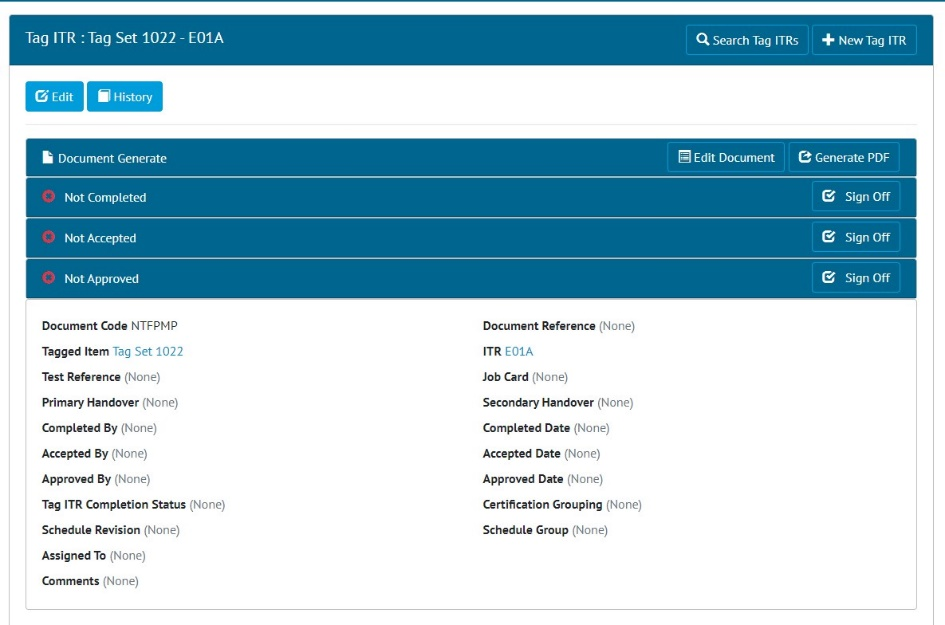 Tag ITR : Tag Set 1022 - E01A
Search Tag ITRs
New Tag ITR
Edit
History
Document Generate
Edit Document
Generate PDF
Not Completed
Sign Off
Not Accepted
Sign Off
Not Approved
Sign Off
Document Code NTFPMP
Document Reference (None)
Tagged Item Tag Set 1022
ITR E01A
Test Reference (None)
Job Card (None)
Primary Handover (None)
Secondary Handover (None)
Completed By (None)
Completed Date (None)
Accepted By (None)
Accepted Date (None)
Approved By (None)
Approved Date (None)
Tag ITR Completion Status (None)
Certification Grouping (None)
Schedule Revision (None)
Schedule Group (None)
Assigned To (None)
Comments (None)